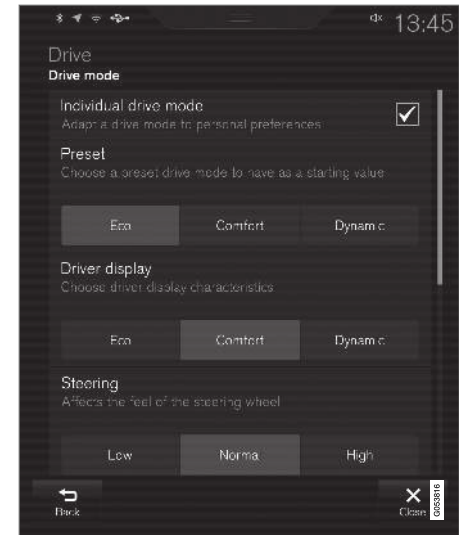 13:45
Drive
Drive mode
Individual drive mode
Adapt a drive mode to personal preferences
Preset
Choose a preset drive mode to have as a starting value
Eco Comfort Dynamic
Driver display
Choose driver display characteristics
Eco Comfort Dynamic
Steering
Affects the feel of the steering wheel
Low Normal High
Back Close
G053816